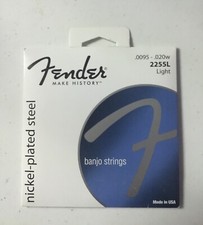 Fender
MAKE HISTORY
.0095 - .020w
2255L
Light
nickel-plated steel
banjo strings
Made in USA